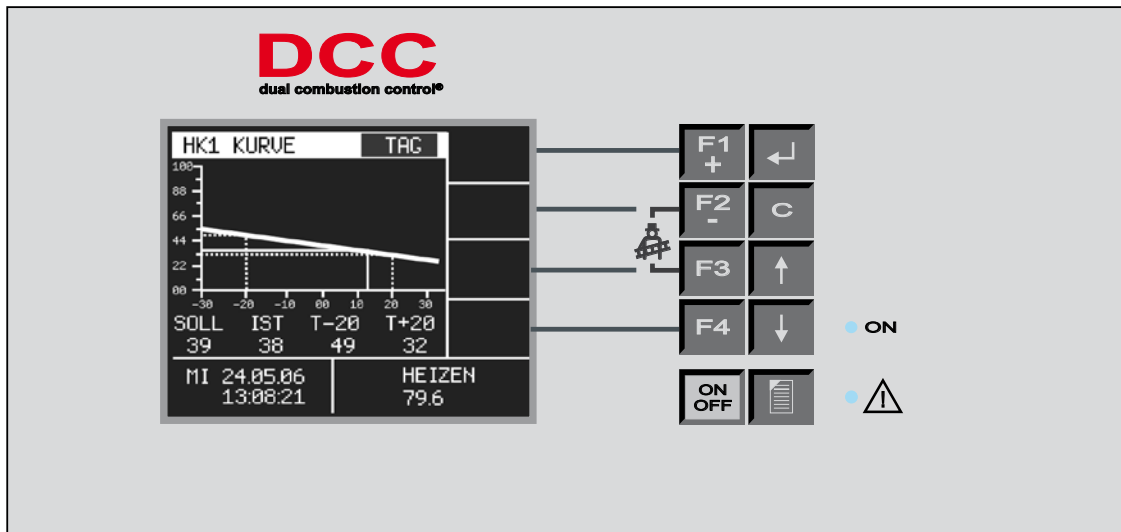 DCC
dual combustion control®
HK1 KURVE TAG
100
88
66
44
22
00
-30 -20 -10 00 10 20 30
SOLL IST T-20 T+20
39 38 49 32
MI 24.05.06
13:08:21
HEIZEN
79.6
F1
+
F2
-
C
F3
F4
ON
ON
OFF